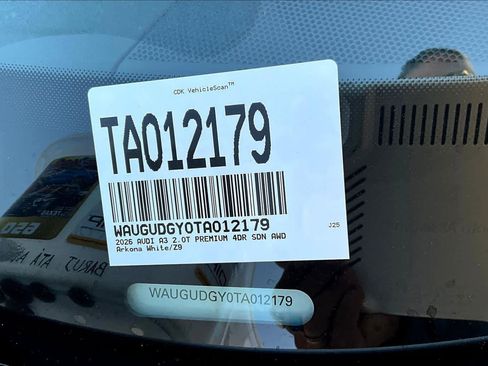 CDK VehicleScan™
TA012179
WAUGUDGY0TA012179
J25
2026 AUDI A3 2.0T PREMIUM 4DR SDN AWD
Arkona White/Z9
WAUGUDGY0TA012179